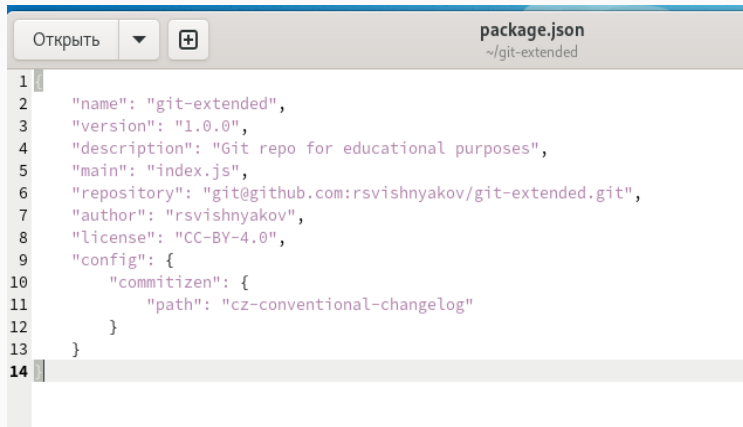 Открыть
package.json
~/git-extended
1 {
2 "name": "git-extended",
3 "version": "1.0.0",
4 "description": "Git repo for educational purposes",
5 "main": "index.js",
6 "repository": "git@github.com:rsvishnyakov/git-extended.git",
7 "author": "rsvishnyakov",
8 "license": "CC-BY-4.0",
9 "config": {
10 "commitizen": {
11 "path": "cz-conventional-changelog"
12 }
13 }
14 }